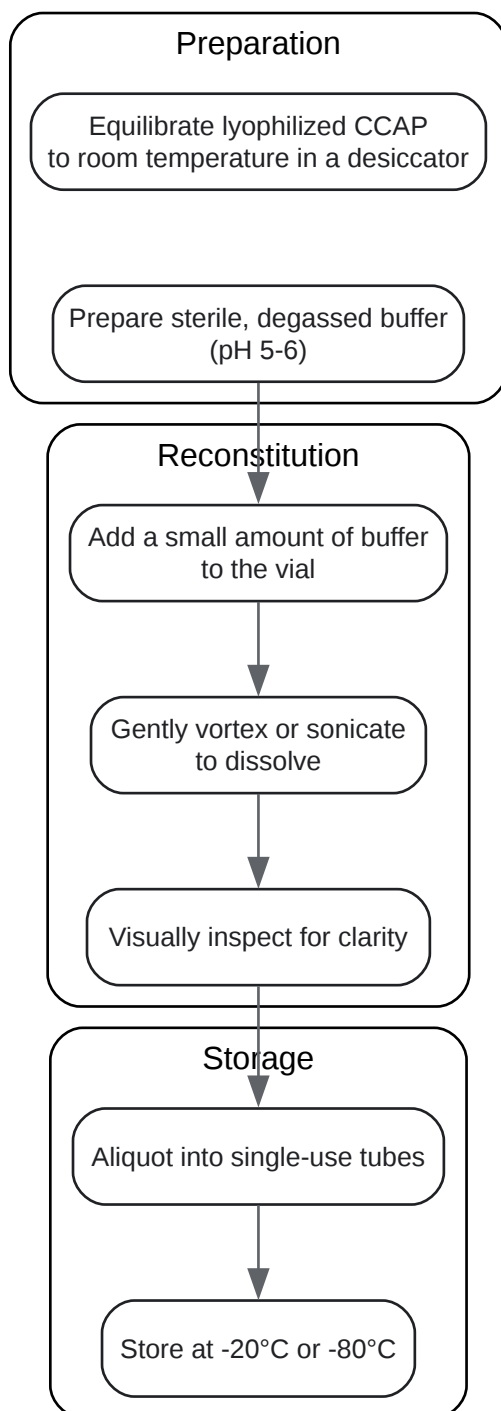 Preparation
Equilibrate lyophilized CCAP
to room temperature in a desiccator
Prepare sterile, degassed buffer
(pH 5-6)
Reconstitution
Add a small amount of buffer
to the vial
Gently vortex or sonicate
to dissolve
Visually inspect for clarity
Storage
Aliquot into single-use tubes
Store at -20°C or -80°C